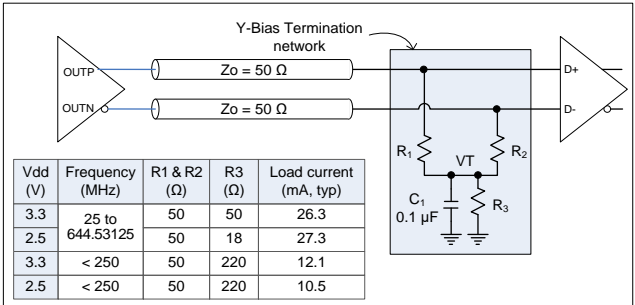 Y-Bias Termination
network
OUTP
Zo = 50 Ω
D+
OUTN
Zo = 50 Ω
D-
R1
VT
R2
C1
0.1 µF
R3
Vdd
(V)
Frequency
(MHz)
R1 & R2
(Ω)
R3
(Ω)
Load current
(mA, typ)
3.3
25 to
644.53125
50
50
26.3
2.5
50
18
27.3
3.3
< 250
50
220
12.1
2.5
< 250
50
220
10.5